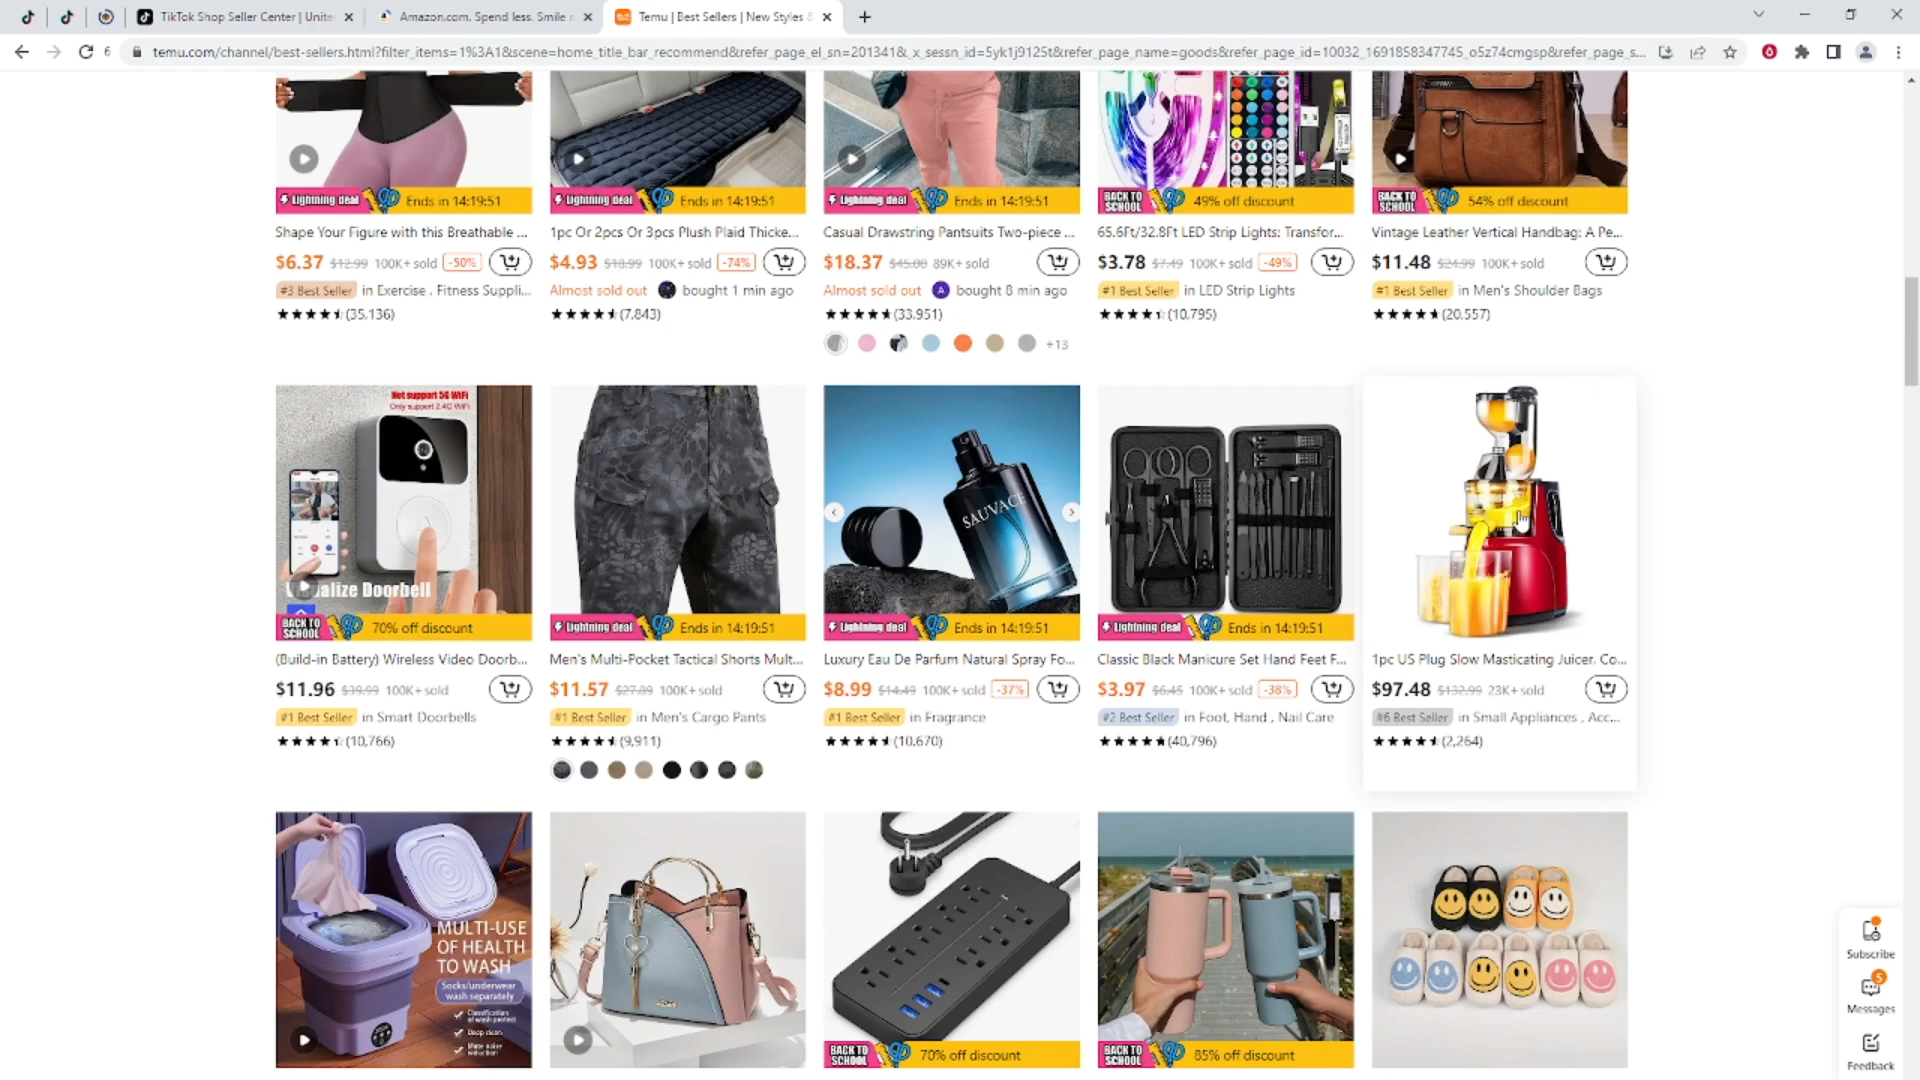 TikTok Shop Seller Center | Unite
Amazon.com. Spend less. Smile
Temu | Best Sellers | New Styles &
6
temu.com/channel/best-sellers.html?filter_items=1%3A1&scene=home_title_bar_recommend&refer_page_el_sn=201341&_x_sessn_id=5yk1j9125t&refer_page_name=goods&refer_page_id=10032_1691858347745_o5z74cmgsp&refer_page_s...
Lightning deal Ends in 14:19:51
Lightning deal Ends in 14:19:51
Lightning deal Ends in 14:19:51
BACK TO SCHOOL 49% off discount
BACK TO SCHOOL 54% off discount
Shape Your Figure with this Breathable ...
1pc Or 2pcs Or 3pcs Plush Plaid Thicke...
Casual Drawstring Pantsuits Two-piece ...
65.6Ft/32.8Ft LED Strip Lights: Transfor...
Vintage Leather Vertical Handbag: A Pe...
$6.37 $12.99 100K+ sold -50%
$4.93 $18.99 100K+ sold -74%
$18.37 $45.00 89K+ sold
$3.78 $7.49 100K+ sold -49%
$11.48 $24.99 100K+ sold
#3 Best Seller in Exercise , Fitness Suppli...
Almost sold out bought 1 min ago
Almost sold out A bought 8 min ago
#1 Best Seller in LED Strip Lights
#1 Best Seller in Men's Shoulder Bags
(35,136)
(7,843)
(33,951)
(10,795)
(20,557)
+13
Not support 5G WiFi
Only support 2.4G WiFi
alize Doorbell
SAUVAGE
BACK TO SCHOOL 70% off discount
Lightning deal Ends in 14:19:51
Lightning deal Ends in 14:19:51
Lightning deal Ends in 14:19:51
(Build-in Battery) Wireless Video Doorb...
Men's Multi-Pocket Tactical Shorts Mult...
Luxury Eau De Parfum Natural Spray Fo...
Classic Black Manicure Set Hand Feet F...
1pc US Plug Slow Masticating Juicer, Co...
$11.96 $39.99 100K+ sold
$11.57 $27.89 100K+ sold
$8.99 $14.49 100K+ sold -37%
$3.97 $6.45 100K+ sold -38%
$97.48 $132.99 23K+ sold
#1 Best Seller in Smart Doorbells
#1 Best Seller in Men's Cargo Pants
#1 Best Seller in Fragrance
#2 Best Seller in Foot, Hand , Nail Care
#6 Best Seller in Small Appliances , Acc...
(10,766)
(9,911)
(10,670)
(40,796)
(2,264)
MULTI-USE
OF HEALTH
TO WASH
Socks/underwear
wash separately
Classification
of wash protect
Deep clean
Mute noise
reduction
BACK TO SCHOOL 70% off discount
BACK TO SCHOOL 85% off discount
Subscribe
5
Messages
Feedback